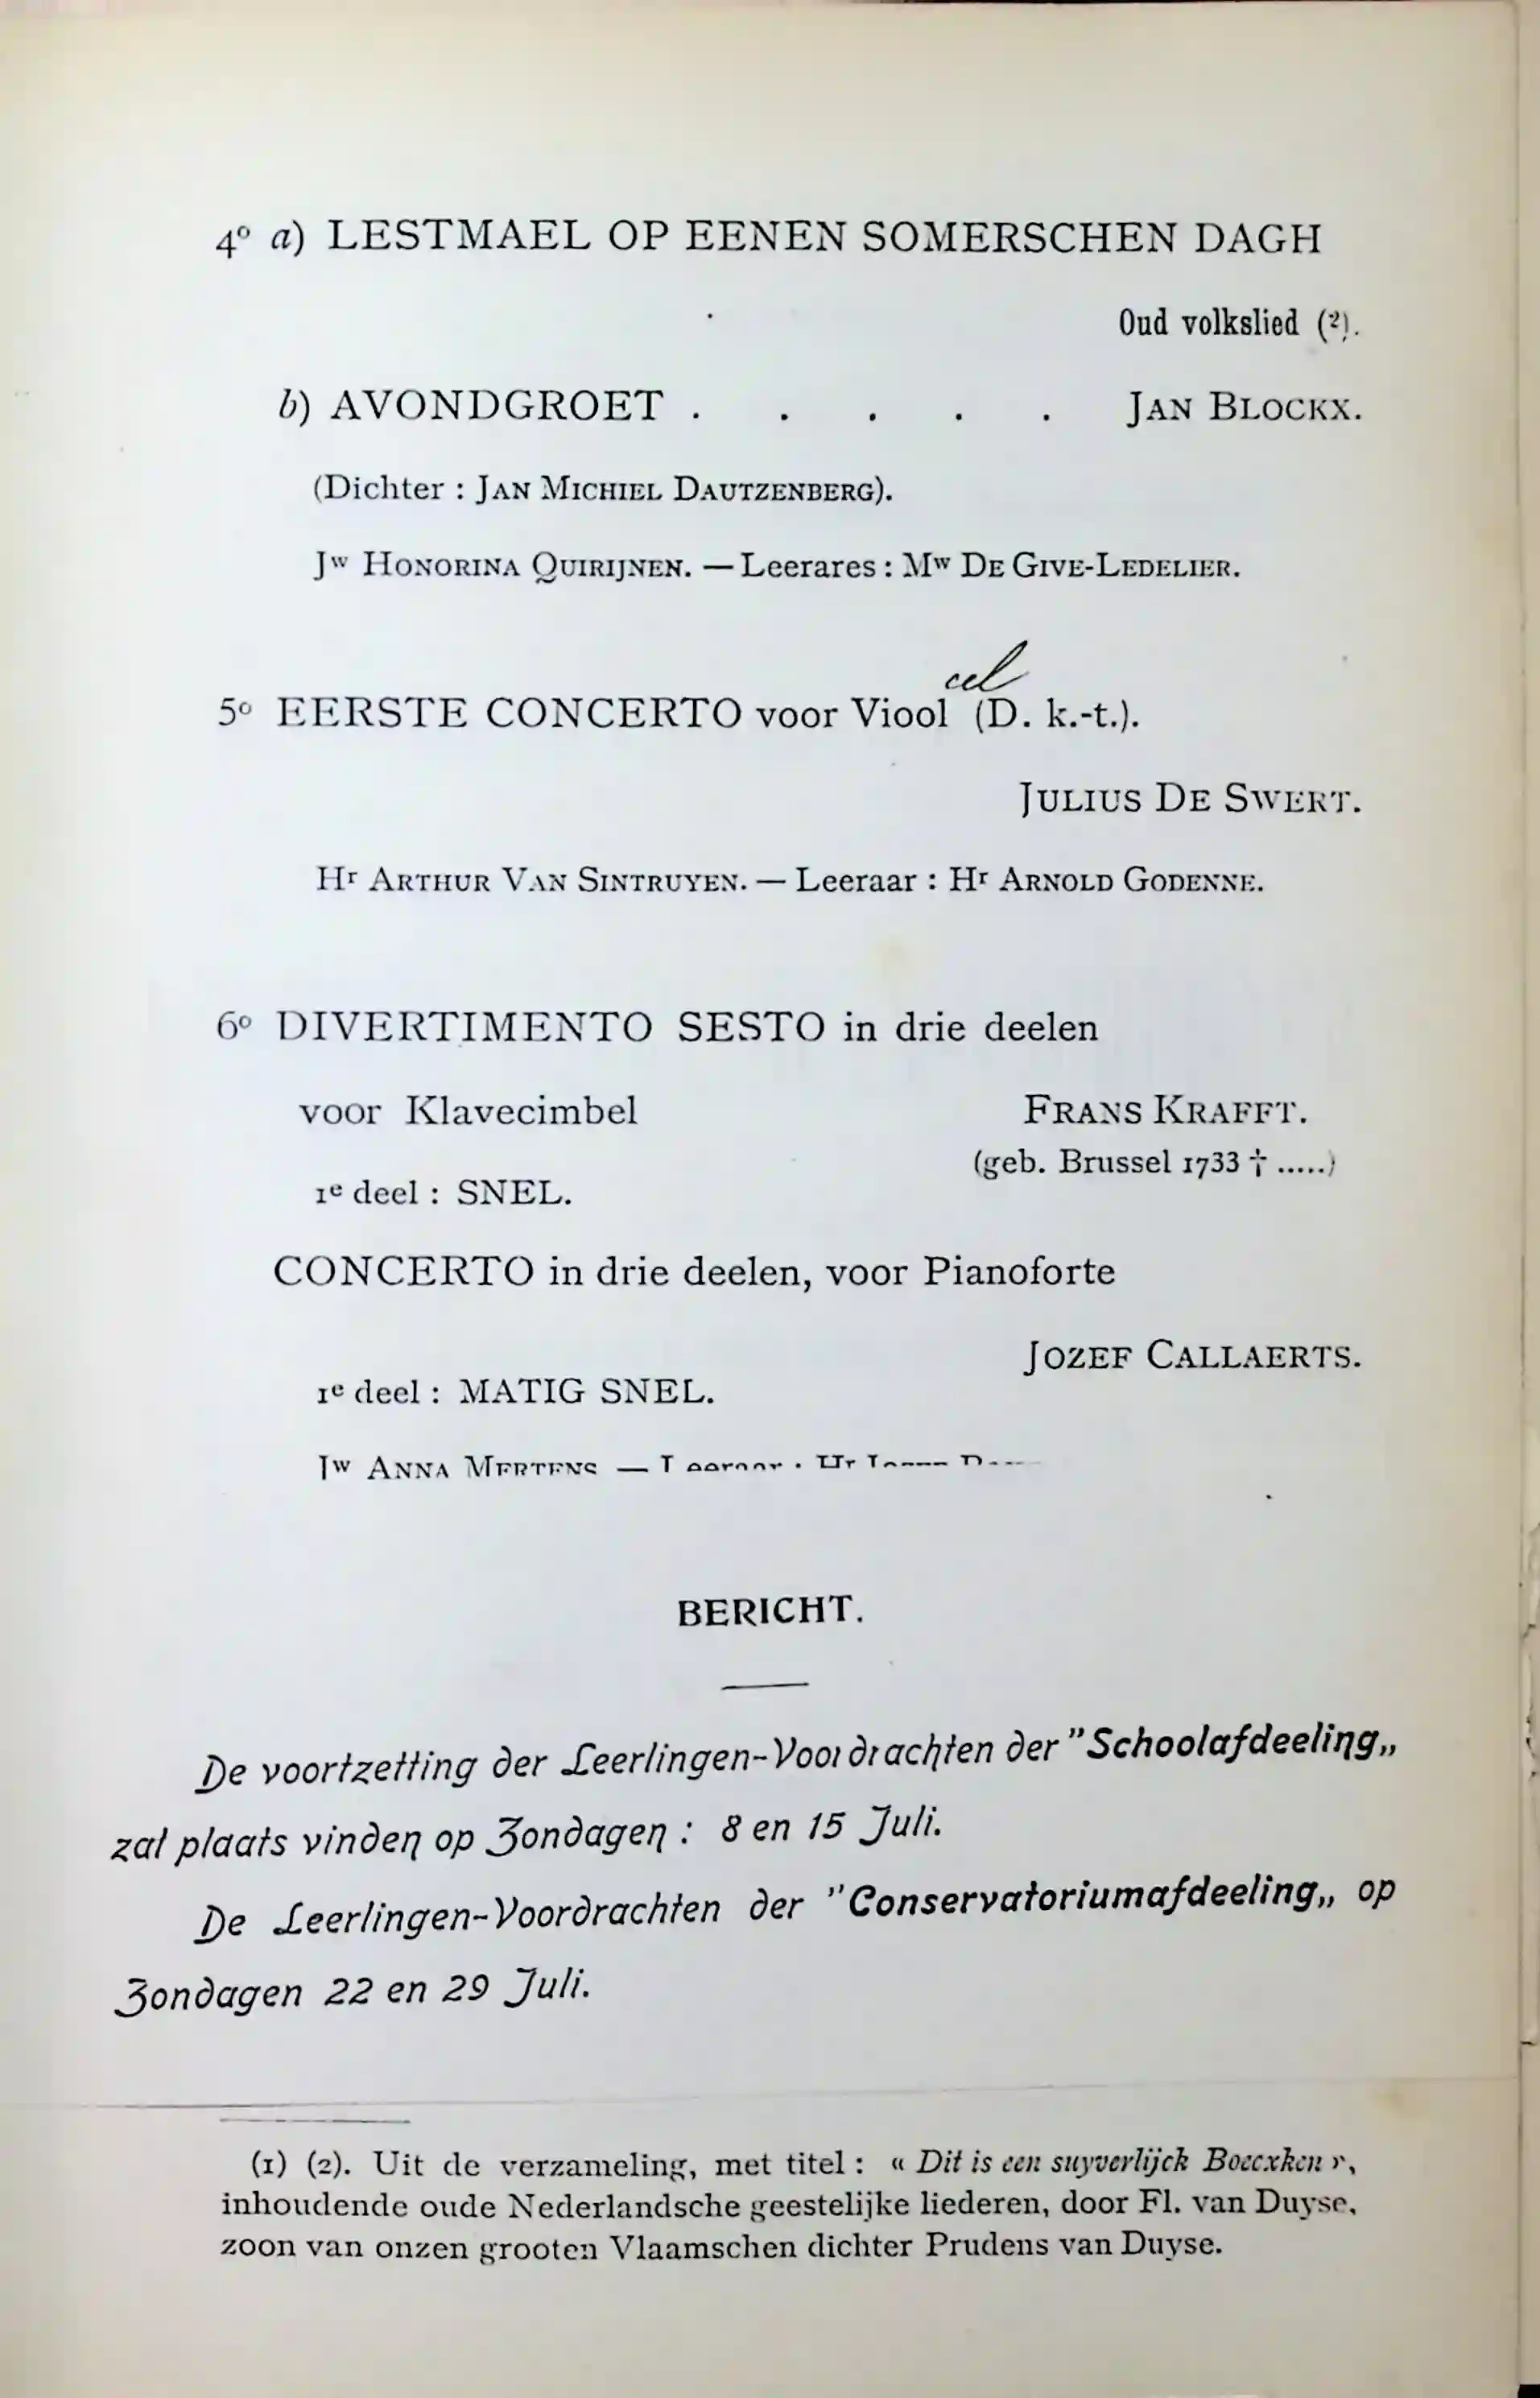 4º a) LESTMAEL OP EENEN SOMERSCHEN DAGH
Oud volkslied (2).
b) AVONDGROET . . . . . JAN BLOCKX.
(Dichter : JAN MICHIEL DAUTZENBERG).
Jw HONORINA QUIRIJNEN. — Leerares : Mw DE GIVE-LEDELIER.
cel
5º EERSTE CONCERTO voor Viool (D. k.-t.).
JULIUS DE SWERT.
Hr ARTHUR VAN SINTRUYEN. — Leeraar : Hr ARNOLD GODENNE.
6º DIVERTIMENTO SESTO in drie deelen
voor Klavecimbel FRANS KRAFFT.
(geb. Brussel 1733 † .....)
1e deel : SNEL.
CONCERTO in drie deelen, voor Pianoforte
JOZEF CALLAERTS.
1e deel : MATIG SNEL.
Jw ANNA MERTENS — Leeraar : Hr
BERICHT.
De voortzetting der Leerlingen-Voordrachten der "Schoolafdeeling„
zal plaats vinden op Zondagen : 8 en 15 Juli.
De Leerlingen-Voordrachten der "Conservatoriumafdeeling„ op
Zondagen 22 en 29 Juli.
(1) (2). Uit de verzameling, met titel : « Dit is een suyverlijck Boecxken »,
inhoudende oude Nederlandsche geestelijke liederen, door Fl. van Duyse,
zoon van onzen grooten Vlaamschen dichter Prudens van Duyse.